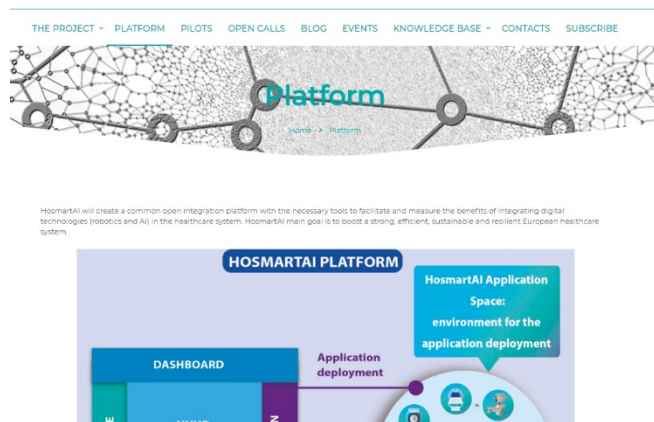 THE PROJECT PLATFORM PILOTS OPEN CALLS BLOG EVENTS KNOWLEDGE BASE CONTACTS SUBSCRIBE
Platform
Home > Platform
HosmartAI will create a common open integration platform with the necessary tools to facilitate and measure the benefits of integrating digital
technologies (robotics and AI) in the healthcare system. HosmartAI main goal is to boost a strong, efficient, sustainable and resilient European healthcare
system.
HOSMARTAI PLATFORM
HosmartAI Application
Space:
environment for the
application deployment
DASHBOARD
Application
deployment